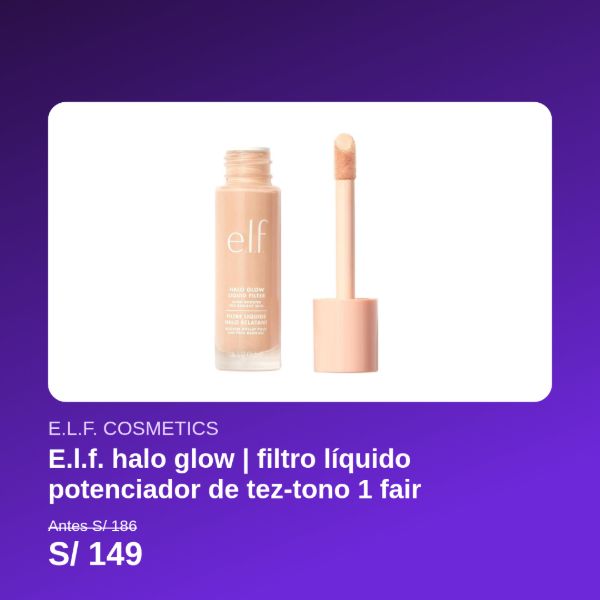 e.l.f
HALO GLOW
LIQUID FILTER
FILTRE LIQUIDE
HALO ÉCLATANT
E.L.F. COSMETICS
E.l.f. halo glow | filtro líquido
potenciador de tez-tono 1 fair
Antes S/ 186
S/ 149